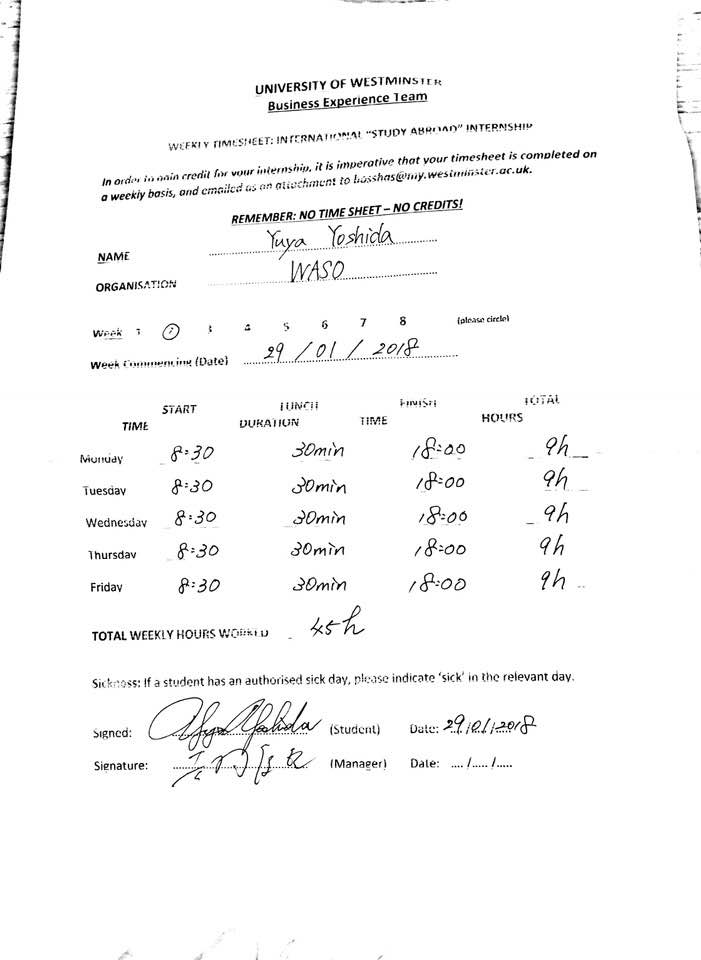 UNIVERSITY OF WESTMINSTER
Business Experience Team
WEEKLY TIMESHEET: INTERNATIONAL "STUDY ABROAD" INTERNSHIP
In order to gain credit for your internship, it is imperative that your timesheet is completed on
a weekly basis, and emailed as an attachment to hosshas@my.westminster.ac.uk.
REMEMBER: NO TIME SHEET – NO CREDITS!
NAME Yuya Yoshida
ORGANISATION WASO
Week 1 2 3 4 5 6 7 8 (please circle)
Week Commencing (Date) 29 / 01 / 2018
START LUNCH FINISH TOTAL
TIME DURATION TIME HOURS
Monday 8:30 30min 18:00 9h
Tuesday 8:30 30min 18:00 9h
Wednesday 8:30 30min 18:00 9h
Thursday 8:30 30min 18:00 9h
Friday 8:30 30min 18:00 9h
TOTAL WEEKLY HOURS WORKED 45h
Sickness: If a student has an authorised sick day, please indicate 'sick' in the relevant day.
Signed: Yuya Yoshida (Student) Date: 29/01/2018
Signature: (Manager) Date: .... /..... /.....